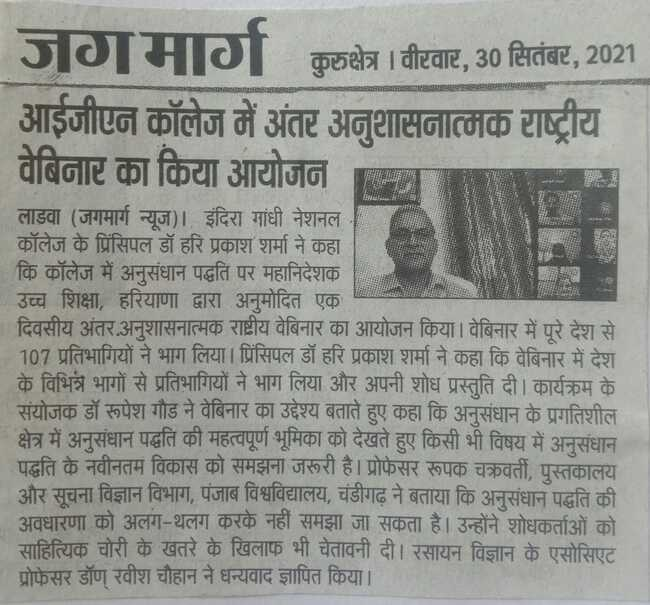 जग मार्ग
कुरुक्षेत्र । वीरवार, 30 सितंबर, 2021
आईजीएन कॉलेज में अंतर अनुशासनात्मक राष्ट्रीय
वेबिनार का किया आयोजन
लाडवा (जगमार्ग न्यूज)। इंदिरा गांधी नेशनल
कॉलेज के प्रिंसिपल डॉ हरि प्रकाश शर्मा ने कहा
कि कॉलेज में अनुसंधान पद्धति पर महानिदेशक
उच्च शिक्षा, हरियाणा द्वारा अनुमोदित एक
दिवसीय अंतर.अनुशासनात्मक राष्ट्रीय वेबिनार का आयोजन किया। वेबिनार में पूरे देश से
107 प्रतिभागियों ने भाग लिया। प्रिंसिपल डॉ हरि प्रकाश शर्मा ने कहा कि वेबिनार में देश
के विभिन्न भागों से प्रतिभागियों ने भाग लिया और अपनी शोध प्रस्तुति दी। कार्यक्रम के
संयोजक डॉ रूपेश गौड ने वेबिनार का उद्देश्य बताते हुए कहा कि अनुसंधान के प्रगतिशील
क्षेत्र में अनुसंधान पद्धति की महत्वपूर्ण भूमिका को देखते हुए किसी भी विषय में अनुसंधान
पद्धति के नवीनतम विकास को समझना जरूरी है। प्रोफेसर रूपक चक्रवर्ती, पुस्तकालय
और सूचना विज्ञान विभाग, पंजाब विश्वविद्यालय, चंडीगढ़ ने बताया कि अनुसंधान पद्धति की
अवधारणा को अलंग-थलग करके नहीं समझा जा सकता है। उन्होंने शोधकर्ताओं को
साहित्यिक चोरी के खतरे के खिलाफ भी चेतावनी दी। रसायन विज्ञान के एसोसिएट
प्रोफेसर डॉण् रवीश चौहान ने धन्यवाद ज्ञापित किया।